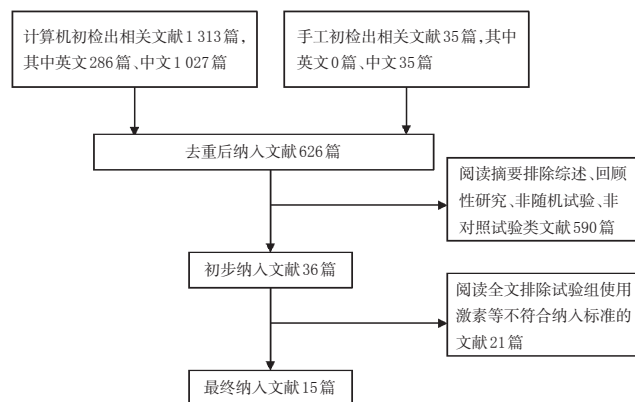 计算机初检出相关文献1 313篇，
其中英文286篇、中文1 027篇
手工初检出相关文献35篇，其中
英文0篇、中文35篇
去重后纳入文献626篇
阅读摘要排除综述、回顾
性研究、非随机试验、非
对照试验类文献590篇
初步纳入文献36篇
阅读全文排除试验组使用
激素等不符合纳入标准的
文献21篇
最终纳入文献15篇